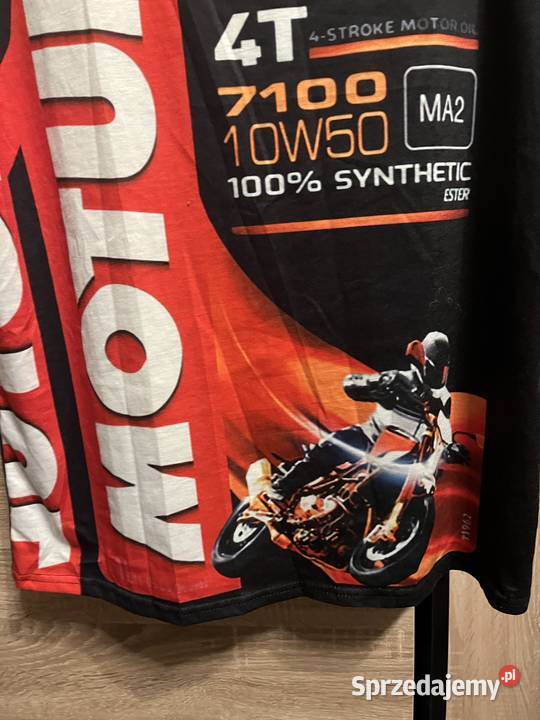 4T 4-STROKE MOTOR OIL
7100
10W50
MA2
100% SYNTHETIC
ESTER
MOTUL
Sprzedajemy.pl